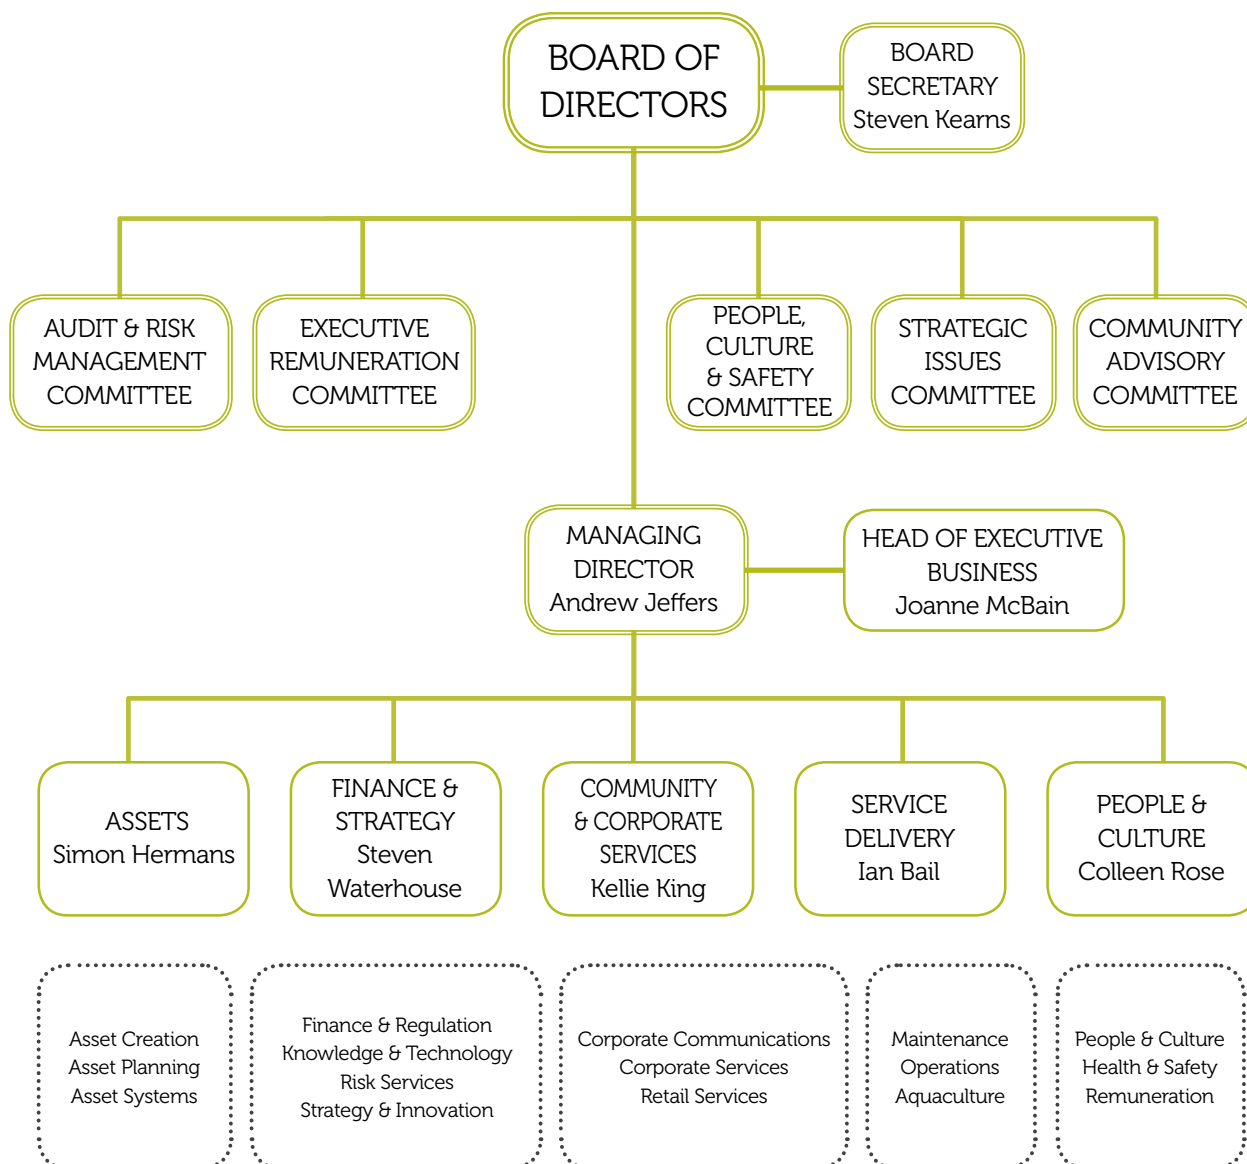 BOARD OF
DIRECTORS
BOARD
SECRETARY
Steven Kearns
AUDIT & RISK
MANAGEMENT
COMMITTEE
EXECUTIVE
REMUNERATION
COMMITTEE
PEOPLE,
CULTURE
& SAFETY
COMMITTEE
STRATEGIC
ISSUES
COMMITTEE
COMMUNITY
ADVISORY
COMMITTEE
MANAGING
DIRECTOR
Andrew Jeffers
HEAD OF EXECUTIVE
BUSINESS
Joanne McBain
ASSETS
Simon Hermans
FINANCE &
STRATEGY
Steven
Waterhouse
COMMUNITY
& CORPORATE
SERVICES
Kellie King
SERVICE
DELIVERY
Ian Bail
PEOPLE &
CULTURE
Colleen Rose
Asset Creation
Asset Planning
Asset Systems
Finance & Regulation
Knowledge & Technology
Risk Services
Strategy & Innovation
Corporate Communications
Corporate Services
Retail Services
Maintenance
Operations
Aquaculture
People & Culture
Health & Safety
Remuneration